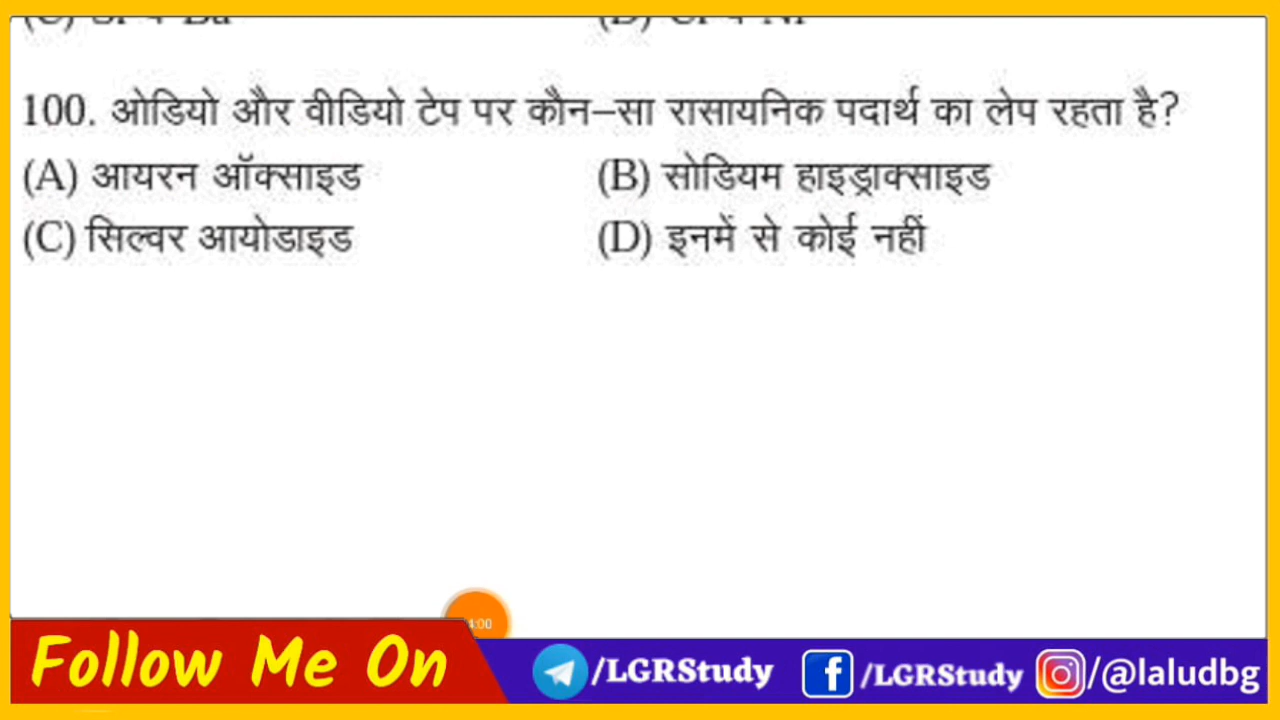 100. ओडियो और वीडियो टेप पर कौन–सा रासायनिक पदार्थ का लेप रहता है?
(A) आयरन ऑक्साइड (B) सोडियम हाइड्राक्साइड
(C) सिल्वर आयोडाइड (D) इनमें से कोई नहीं
Follow Me On /LGRStudy /LGRStudy /@laludbg